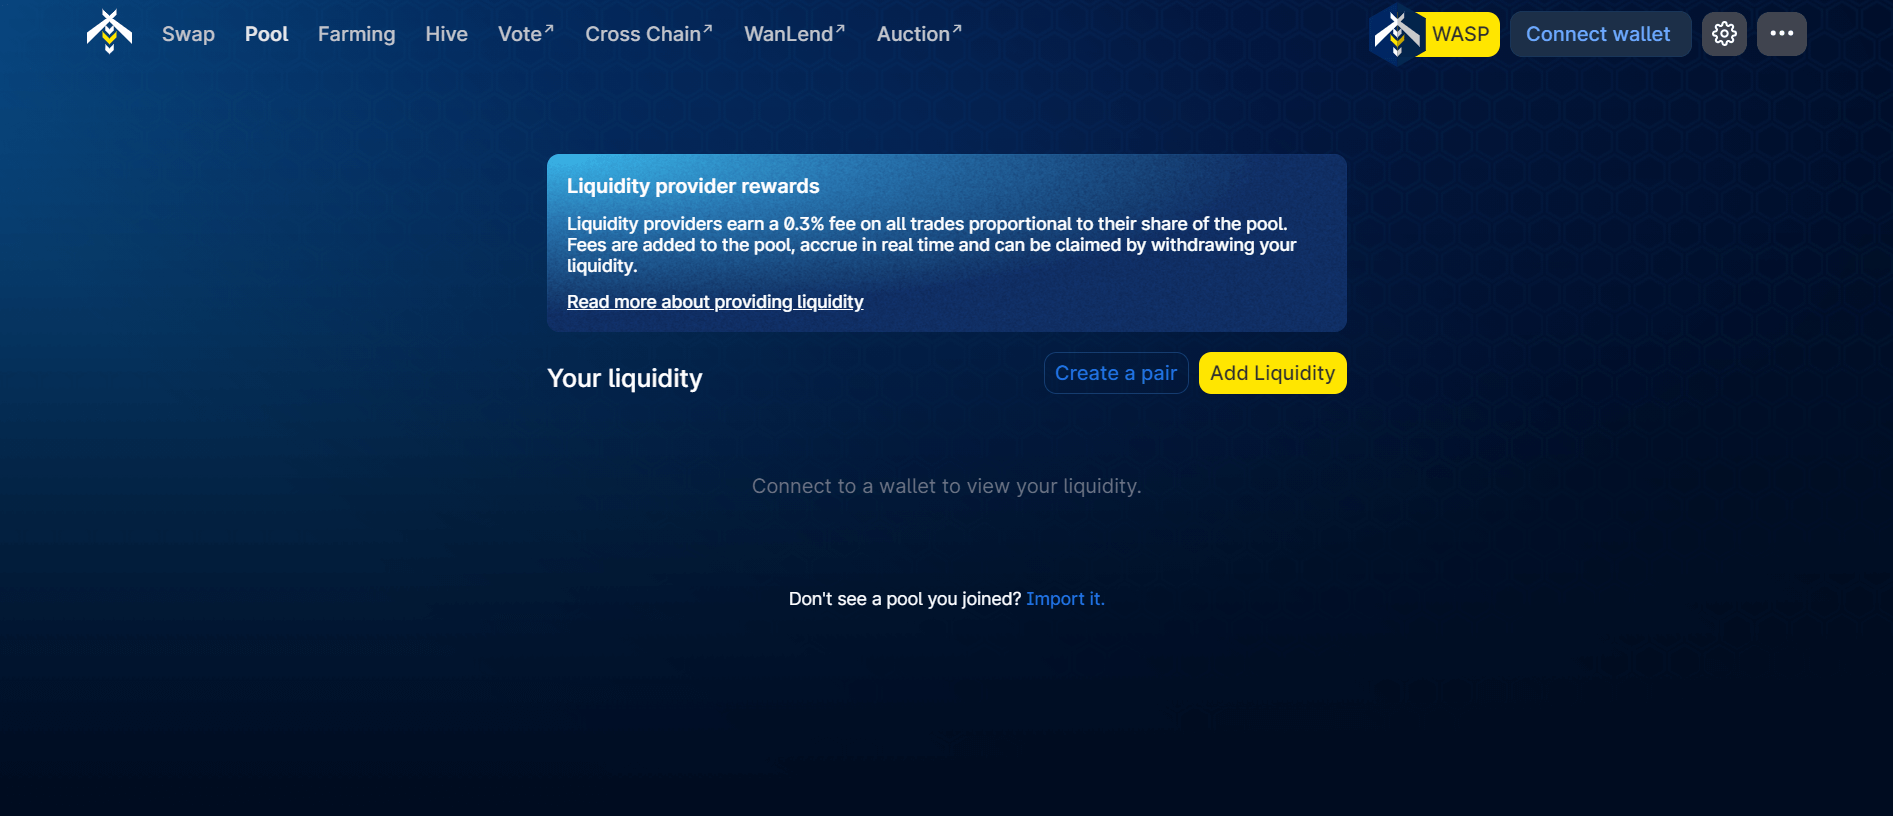 Swap Pool Farming Hive Vote↗ Cross Chain↗ WanLend↗ Auction↗ WASP Connect wallet
Liquidity provider rewards
Liquidity providers earn a 0.3% fee on all trades proportional to their share of the pool.
Fees are added to the pool, accrue in real time and can be claimed by withdrawing your
liquidity.
Read more about providing liquidity
Your liquidity Create a pair Add Liquidity
Connect to a wallet to view your liquidity.
Don't see a pool you joined? Import it.